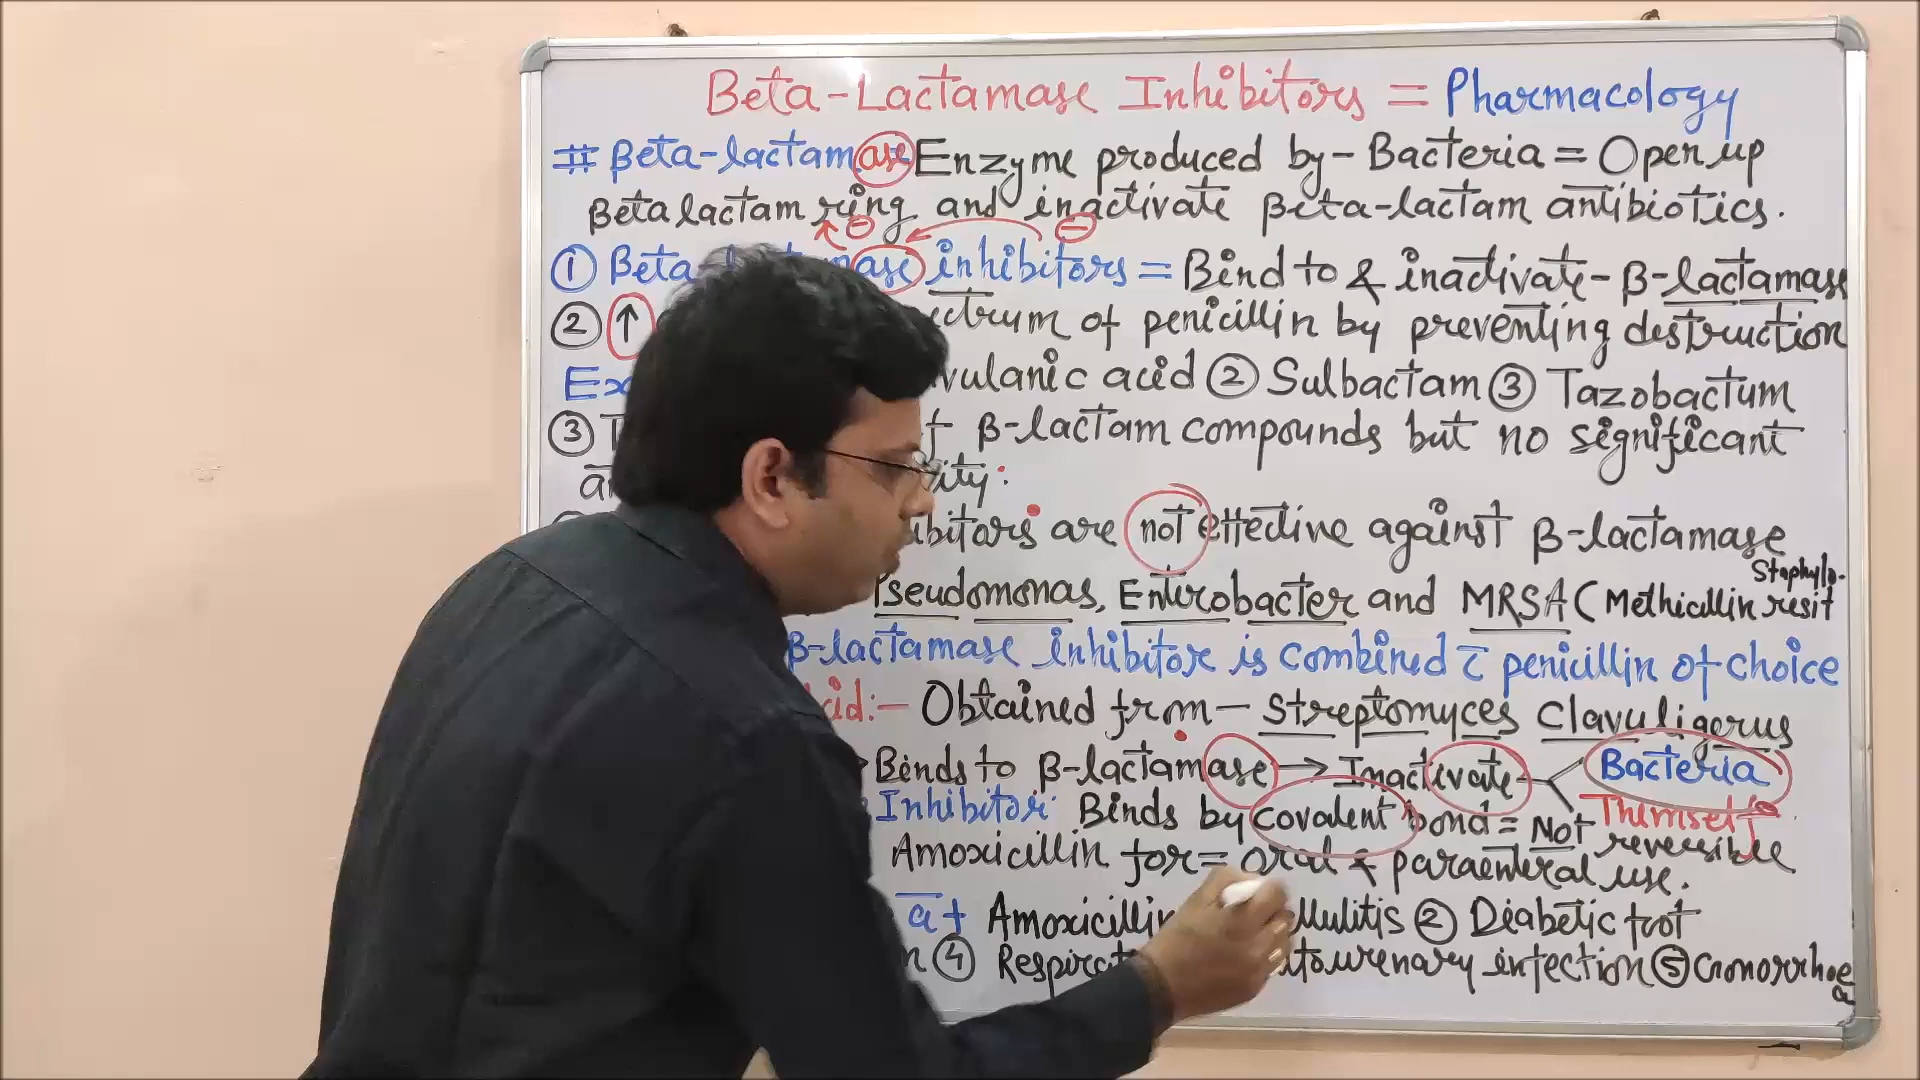 Beta-Lactamase Inhibitors = Pharmacology
# Beta-lactamase Enzyme produced by- Bacteria = Open up
Beta lactam ring and inactivate Beta-lactam antibiotics.
① Beta inhibitors = Bind to & inactivate- β-lactamase
② ↑ of penicillin by preventing destruction
acid ② Sulbactam ③ Tazobactum
③ β-lactam compounds but no significant
are not effective against β-lactamase
Staphylo-
Pseudomonas, Enterobacter and MRSA ( Methicillin resit
β-lactamase inhibitor is combined c̄ penicillin of choice
Obtained from - Streptomyces Clavuligerus
Binds to β-lactamase → Inactivate Bacteria
Themself
Inhibitor: Binds by covalent bond = Not reversible
Amoxicillin for = oral & paraenteral use.
+ Amoxicillin ② Diabetic foot
④ infection ⑤ Gonorrhoea